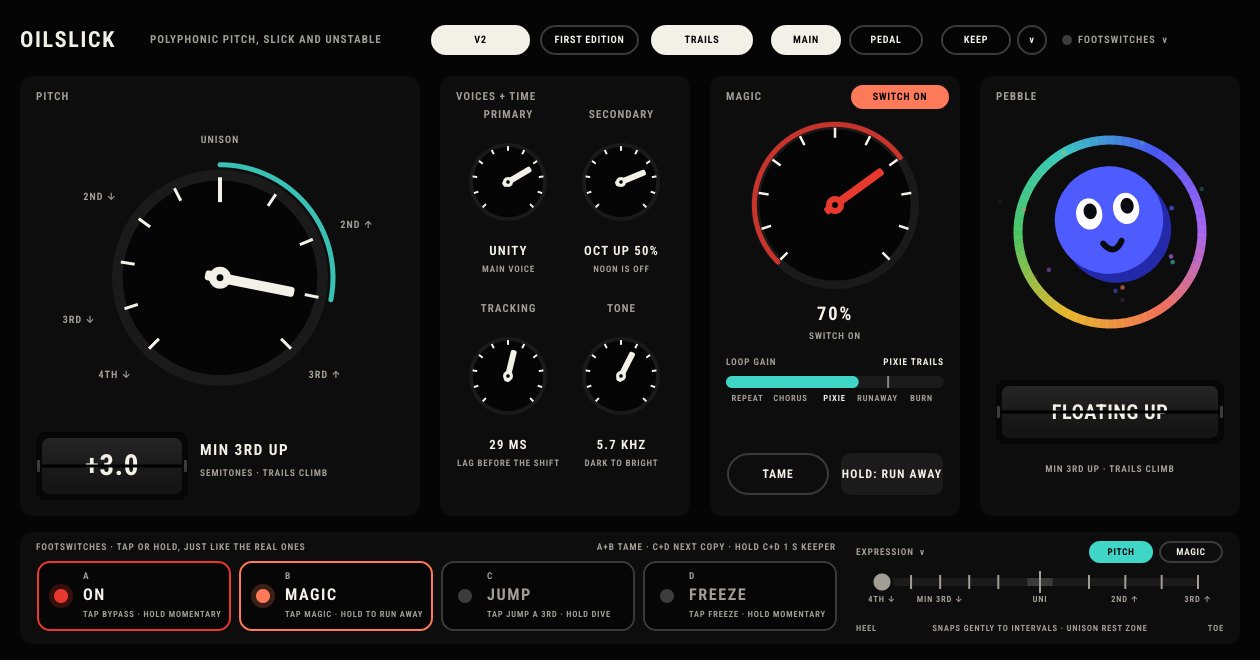 OILSLICK
POLYPHONIC PITCH, SLICK AND UNSTABLE
V2
FIRST EDITION
TRAILS
MAIN
PEDAL
KEEP
∨
FOOTSWITCHES ∨
PITCH
UNISON
2ND ↓
2ND ↑
3RD ↓
4TH ↓
3RD ↑
+3.0
MIN 3RD UP
SEMITONES · TRAILS CLIMB
VOICES + TIME
PRIMARY
SECONDARY
UNITY
OCT UP 50%
MAIN VOICE
NOON IS OFF
TRACKING
TONE
29 MS
5.7 KHZ
LAG BEFORE THE SHIFT
DARK TO BRIGHT
MAGIC
SWITCH ON
70%
SWITCH ON
LOOP GAIN
PIXIE TRAILS
REPEAT CHORUS PIXIE RUNAWAY BURN
TAME
HOLD: RUN AWAY
PEBBLE
FLOATING UP
MIN 3RD UP · TRAILS CLIMB
FOOTSWITCHES · TAP OR HOLD, JUST LIKE THE REAL ONES
A+B TAME · C+D NEXT COPY · HOLD C+D 1 S KEEPER
A
ON
TAP BYPASS · HOLD MOMENTARY
B
MAGIC
TAP MAGIC · HOLD TO RUN AWAY
C
JUMP
TAP JUMP A 3RD · HOLD DIVE
D
FREEZE
TAP FREEZE · HOLD MOMENTARY
EXPRESSION ∨
PITCH
MAGIC
4TH ↓ MIN 3RD ↓ UNI 2ND ↑ 3RD ↑
HEEL
SNAPS GENTLY TO INTERVALS · UNISON REST ZONE
TOE